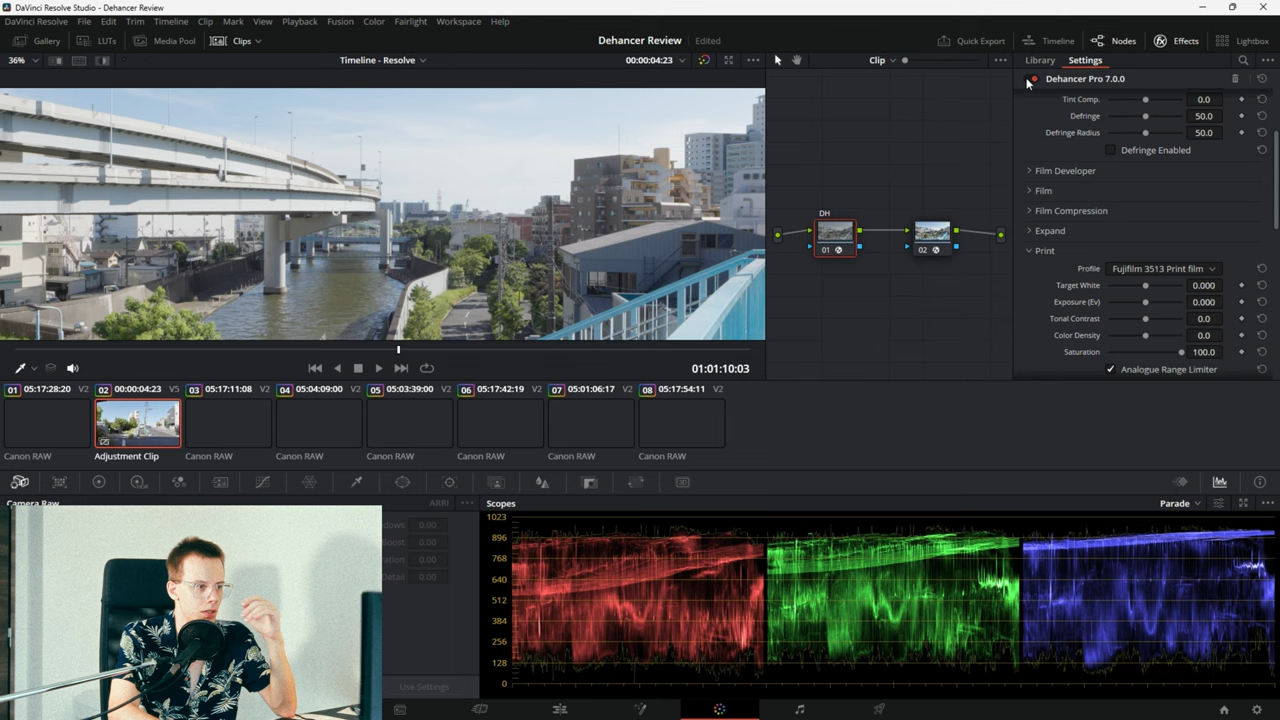 DaVinci Resolve Studio - Dehancer Review
DaVinci Resolve File Edit Trim Timeline Clip Mark View Playback Fusion Color Fairlight Workspace Help
Gallery LUTs Media Pool Clips Dehancer Review Edited Quick Export Timeline Nodes Effects Lightbox
36% Timeline - Resolve 00:00:04:23 Clip Library Settings
Dehancer Pro 7.0.0
Tint Comp. 0.0
Defringe 50.0
Defringe Radius 50.0
Defringe Enabled
Film Developer
Film
Film Compression
Expand
Print
Profile Fujifilm 3513 Print film
Target White 0.000
Exposure (Ev) 0.000
Tonal Contrast 0.0
Color Density 0.0
Saturation 100.0
Analogue Range Limiter
DH
01 02
01:01:10:03
01 05:17:28:20 V2 02 00:00:04:23 V5 03 05:17:11:08 V2 04 05:04:09:00 V2 05 05:03:39:00 V2 06 05:17:42:19 V2 07 05:01:06:17 V2 08 05:17:54:11 V2
Canon RAW Adjustment Clip Canon RAW Canon RAW Canon RAW Canon RAW Canon RAW Canon RAW
Camera Raw ARRI Scopes Parade
0.00
0.00
0.00
Detail 0.00
Use Settings
1023
896
768
640
512
384
256
128
0